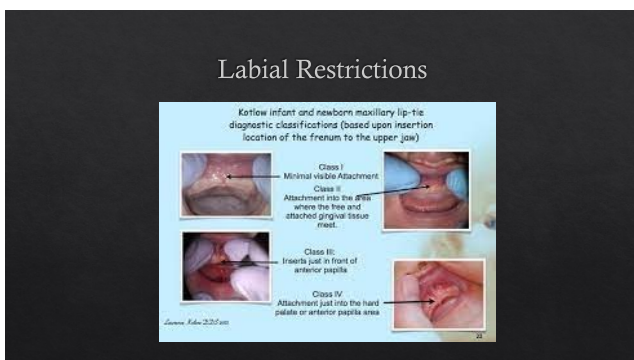 Labial Restrictions
Kotlow infant and newborn maxillary lip-tie
diagnostic classifications (based upon insertion
location of the frenum to the upper jaw)
Class I
Minimal visible Attachment
Class II
Attachment into the area
where the free and
attached gingival tissue
meet.
Class III:
Inserts just in front of
anterior papilla
Class IV
Attachment just into the hard
palate or anterior papilla area